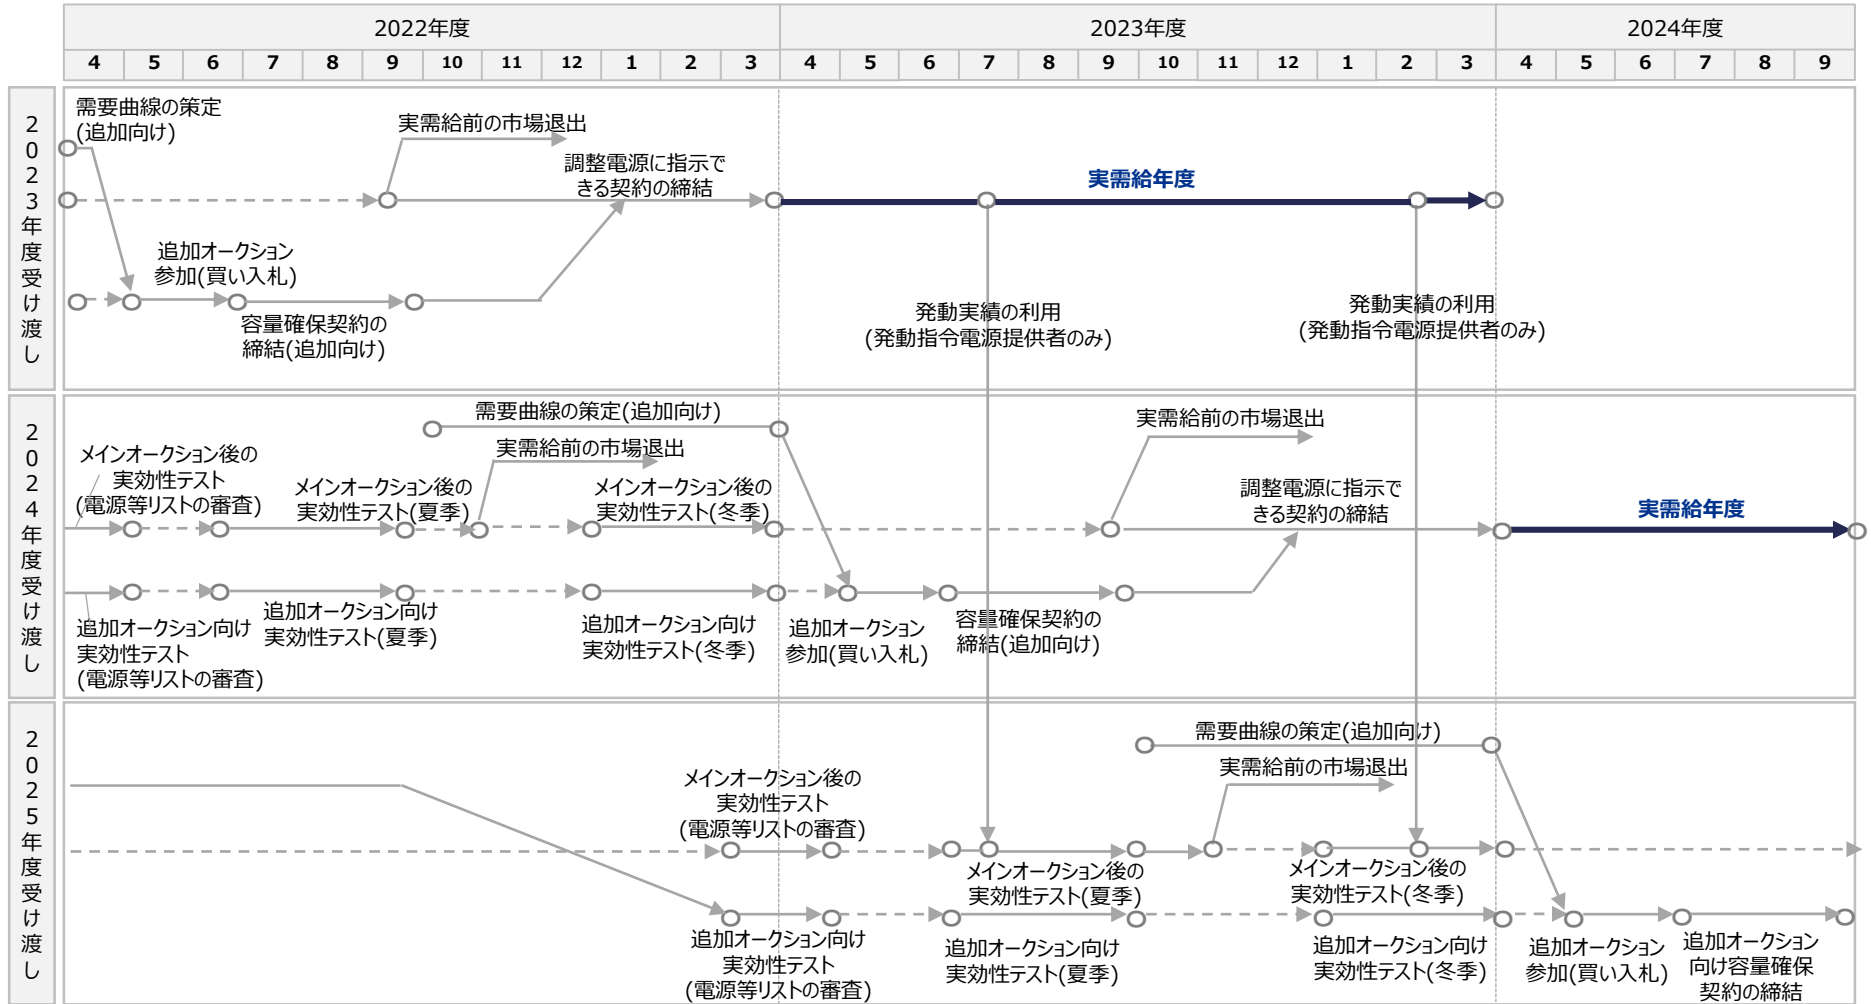 2022年度
2023年度
2024年度
4 5 6 7 8 9 10 11 12 1 2 3 4 5 6 7 8 9 10 11 12 1 2 3 4 5 6 7 8 9
2023年度受け渡し
需要曲線の策定
(追加向け)
実需給前の市場退出
調整電源に指示で
きる契約の締結
実需給年度
追加オークション
参加(買い入札)
容量確保契約の
締結(追加向け)
発動実績の利用
(発動指令電源提供者のみ)
発動実績の利用
(発動指令電源提供者のみ)
2024年度受け渡し
需要曲線の策定(追加向け)
実需給前の市場退出
メインオークション後の
実効性テスト
(電源等リストの審査)
メインオークション後の
実効性テスト(夏季)
メインオークション後の
実効性テスト(冬季)
実需給前の市場退出
調整電源に指示で
きる契約の締結
実需給年度
追加オークション向け
実効性テスト
(電源等リストの審査)
追加オークション向け
実効性テスト(夏季)
追加オークション向け
実効性テスト(冬季)
追加オークション
参加(買い入札)
容量確保契約の
締結(追加向け)
2025年度受け渡し
需要曲線の策定(追加向け)
実需給前の市場退出
メインオークション後の
実効性テスト
(電源等リストの審査)
メインオークション後の
実効性テスト(夏季)
メインオークション後の
実効性テスト(冬季)
追加オークション向け
実効性テスト
(電源等リストの審査)
追加オークション向け
実効性テスト(夏季)
追加オークション向け
実効性テスト(冬季)
追加オークション
参加(買い入札)
追加オークション
向け容量確保
契約の締結